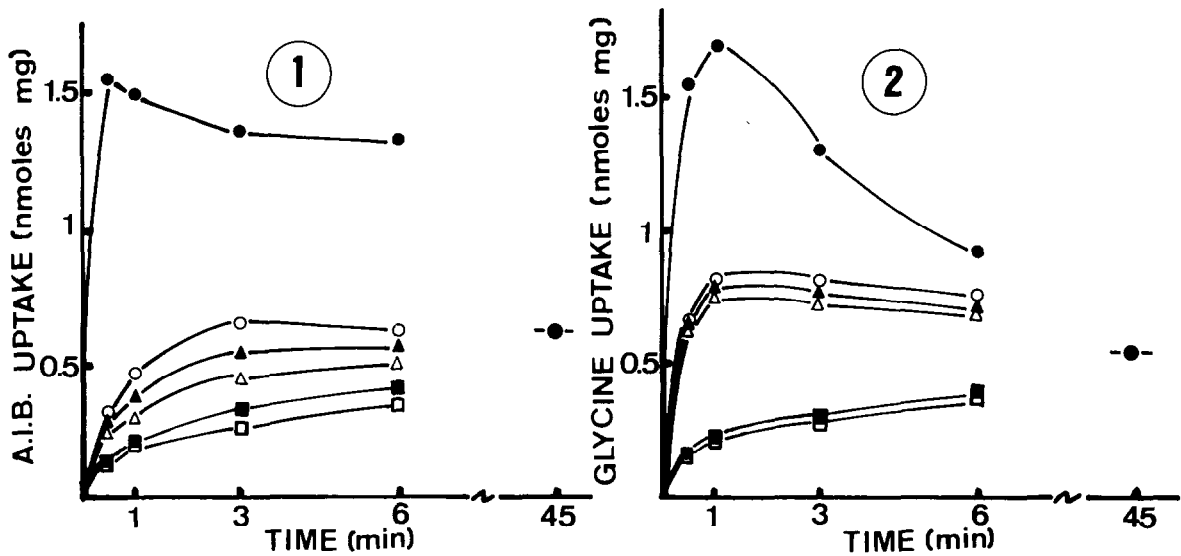 1
A.I.B. UPTAKE (nmoles mg)
1.5
1
0.5
1 3 6 45
TIME (min)
2
GLYCINE UPTAKE (nmoles mg)
1.5
1
0.5
1 3 6 45
TIME (min)